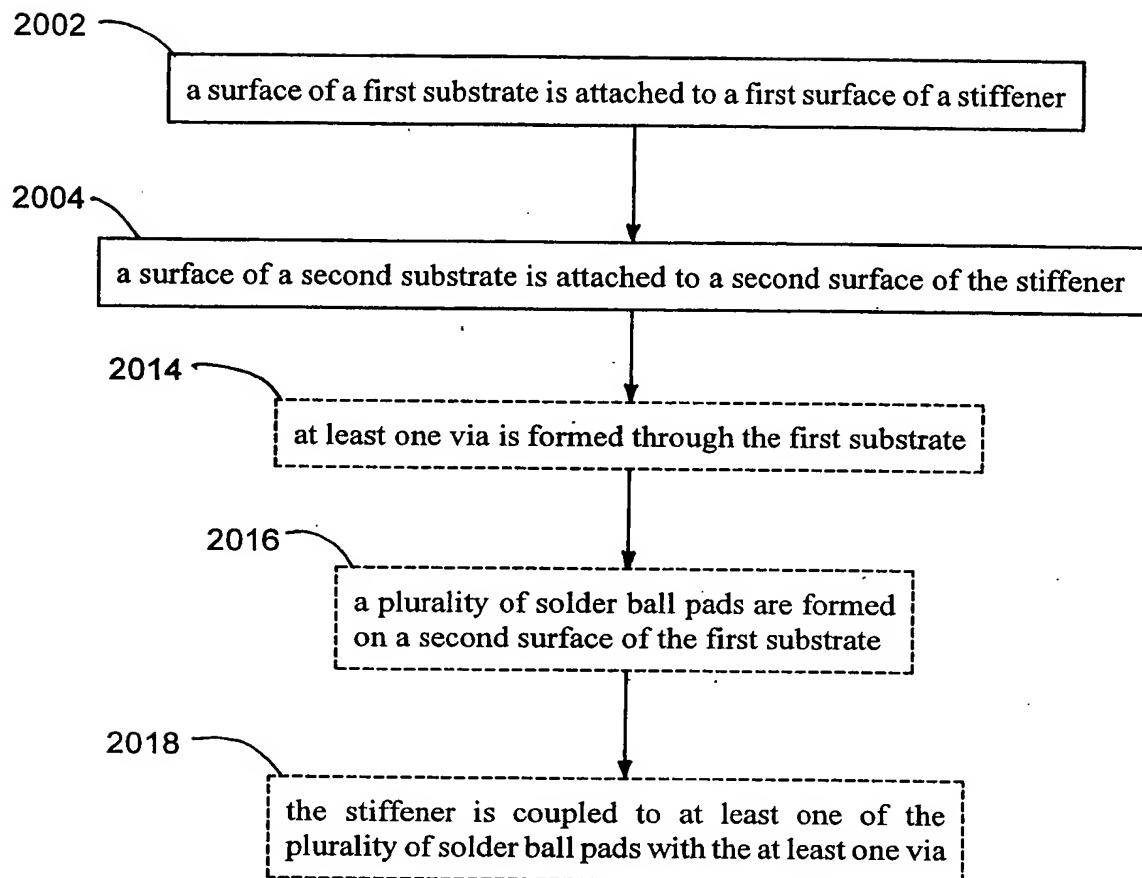 2002
a surface of a first substrate is attached to a first surface of a stiffener
2004
a surface of a second substrate is attached to a second surface of the stiffener
2014
at least one via is formed through the first substrate
2016
a plurality of solder ball pads are formed
on a second surface of the first substrate
2018
the stiffener is coupled to at least one of the
plurality of solder ball pads with the at least one via